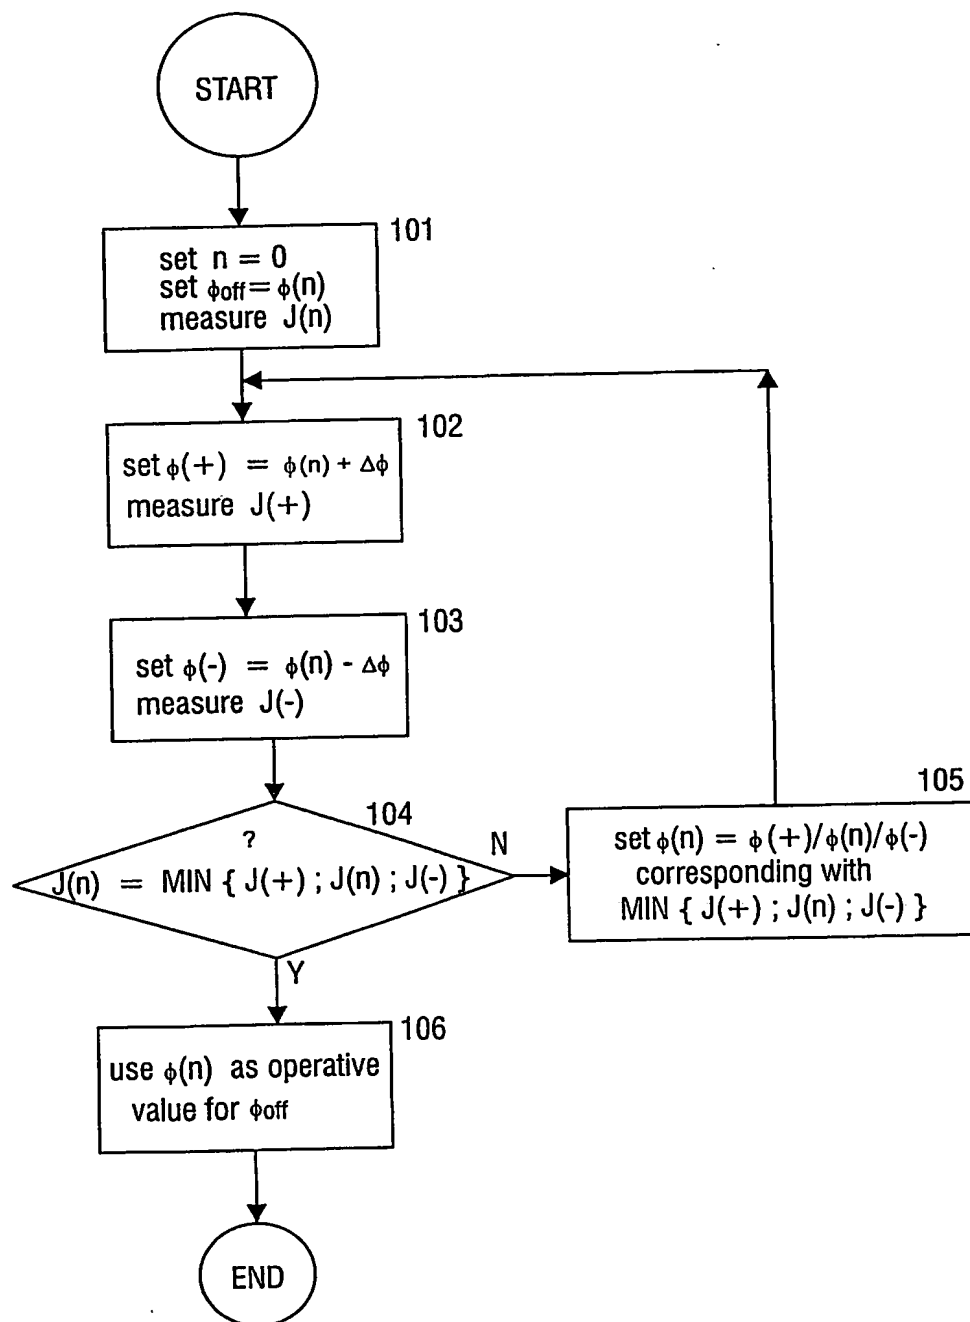 START
101
set n = 0
set ϕoff = ϕ(n)
measure J(n)
102
set ϕ(+) = ϕ(n) + Δϕ
measure J(+)
103
set ϕ(-) = ϕ(n) - Δϕ
measure J(-)
104
?
J(n) = MIN { J(+) ; J(n) ; J(-) }
N
105
set ϕ(n) = ϕ(+)/ϕ(n)/ϕ(-)
corresponding with
MIN { J(+) ; J(n) ; J(-) }
Y
106
use ϕ(n) as operative
value for ϕoff
END